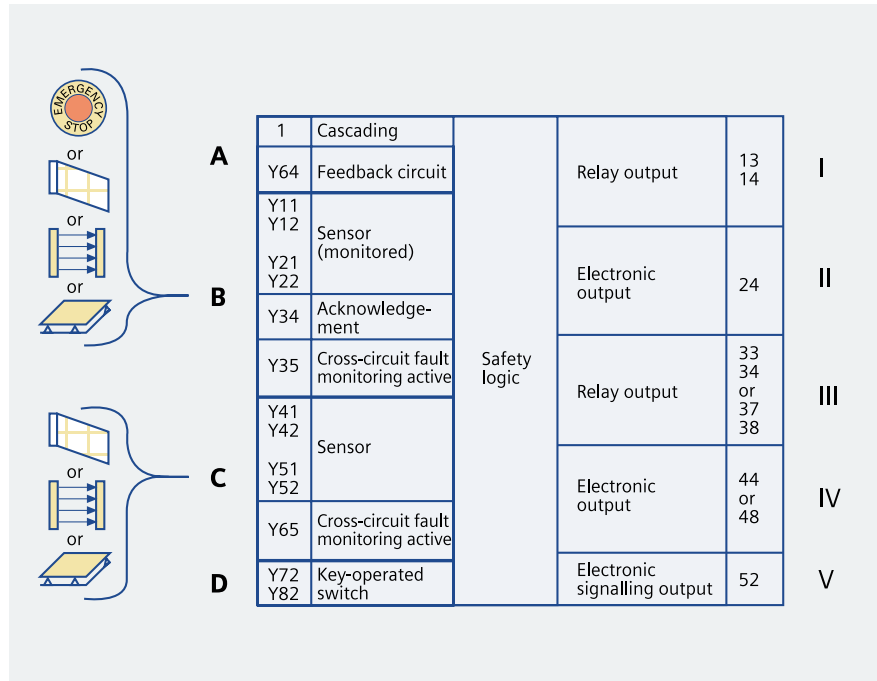 EMERGENCY
STOP
or
or
or
A
B
or
or
C
D
1
Cascading
Y64
Feedback circuit
Y11
Y12
Y21
Y22
Sensor
(monitored)
Y34
Acknowledge-
ment
Y35
Cross-circuit fault
monitoring active
Y41
Y42
Y51
Y52
Sensor
Y65
Cross-circuit fault
monitoring active
Y72
Y82
Key-operated
switch
Safety
logic
Relay output
13
14
I
Electronic
output
24
II
Relay output
33
34
or
37
38
III
Electronic
output
44
or
48
IV
Electronic
signalling output
52
V